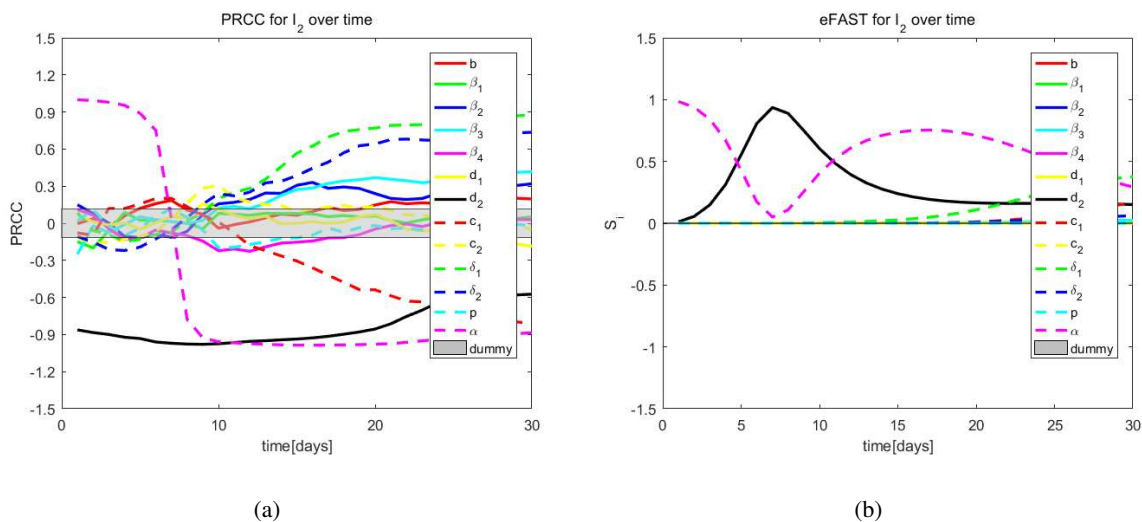 PRCC for I₂ over time
1.5
1.2
0.9
0.6
0.3
0
-0.3
-0.6
-0.9
-1.2
-1.5
PRCC
0
10
20
30
time[days]
b
β₁
β₂
β₃
β₄
d₁
d₂
c₁
c₂
δ₁
δ₂
p
α
dummy
(a)
eFAST for I₂ over time
1.5
1
0.5
0
-0.5
-1
-1.5
Sᵢ
0
5
10
15
20
25
30
time[days]
b
β₁
β₂
β₃
β₄
d₁
d₂
c₁
c₂
δ₁
δ₂
p
α
dummy
(b)